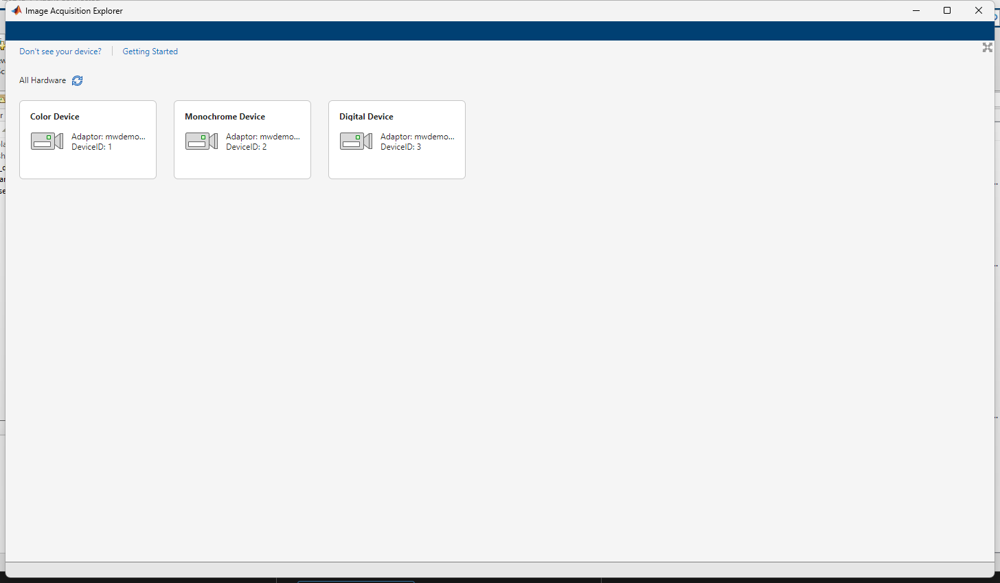 Image Acquisition Explorer
Don't see your device?
Getting Started
All Hardware
Color Device
Adaptor: mwdemo...
DeviceID: 1
Monochrome Device
Adaptor: mwdemo...
DeviceID: 2
Digital Device
Adaptor: mwdemo...
DeviceID: 3